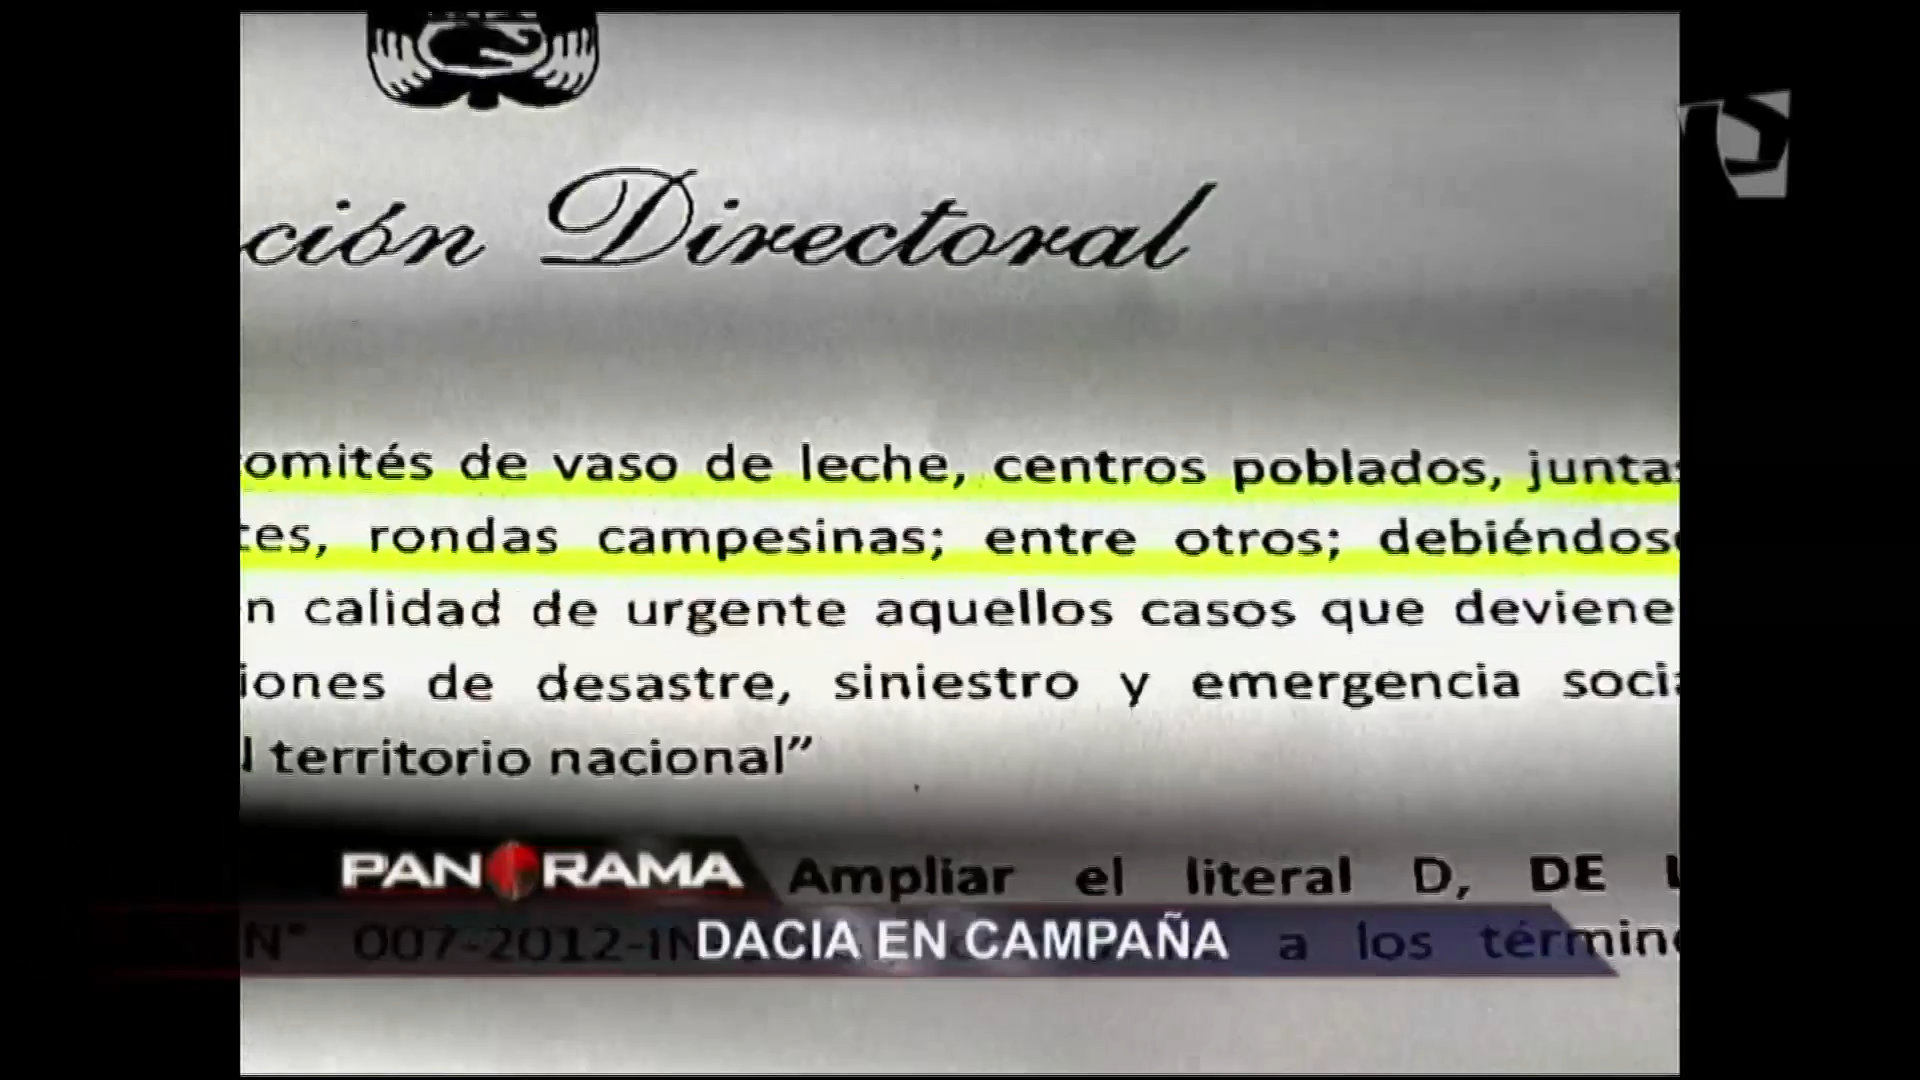 ción Directoral
omités de vaso de leche, centros poblados, juntas
tes, rondas campesinas; entre otros; debiéndose
n calidad de urgente aquellos casos que deviene
iones de desastre, siniestro y emergencia soci
l territorio nacional”
PANORAMA
Ampliar el literal D, DE
N° 007-2012-IN a los términ
DACIA EN CAMPAÑA